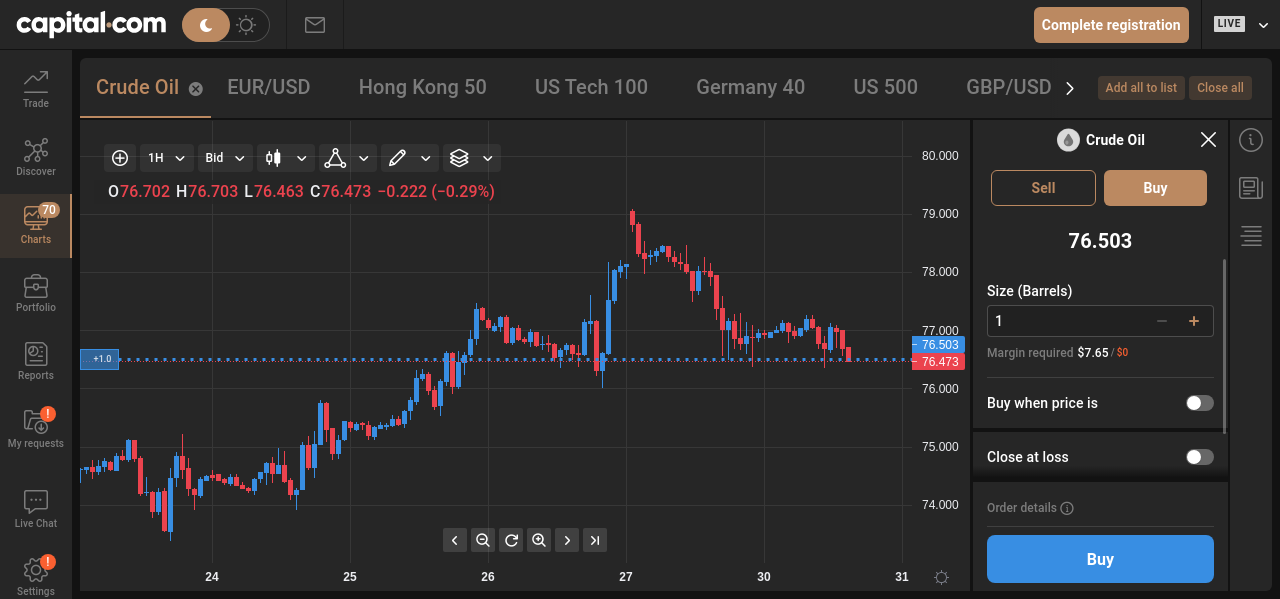 capital.com
Complete registration
LIVE
Trade
Discover
70
Charts
Portfolio
Reports
!
My requests
Live Chat
!
Settings
Crude Oil
EUR/USD
Hong Kong 50
US Tech 100
Germany 40
US 500
GBP/USD
Add all to list
Close all
1H
Bid
O76.702 H76.703 L76.463 C76.473 −0.222 (−0.29%)
+1.0
80.000
79.000
78.000
77.000
76.503
76.473
76.000
75.000
74.000
24
25
26
27
30
31
Crude Oil
Sell
Buy
76.503
Size (Barrels)
1
Margin required $7.65 / $0
Buy when price is
Close at loss
Order details
Buy